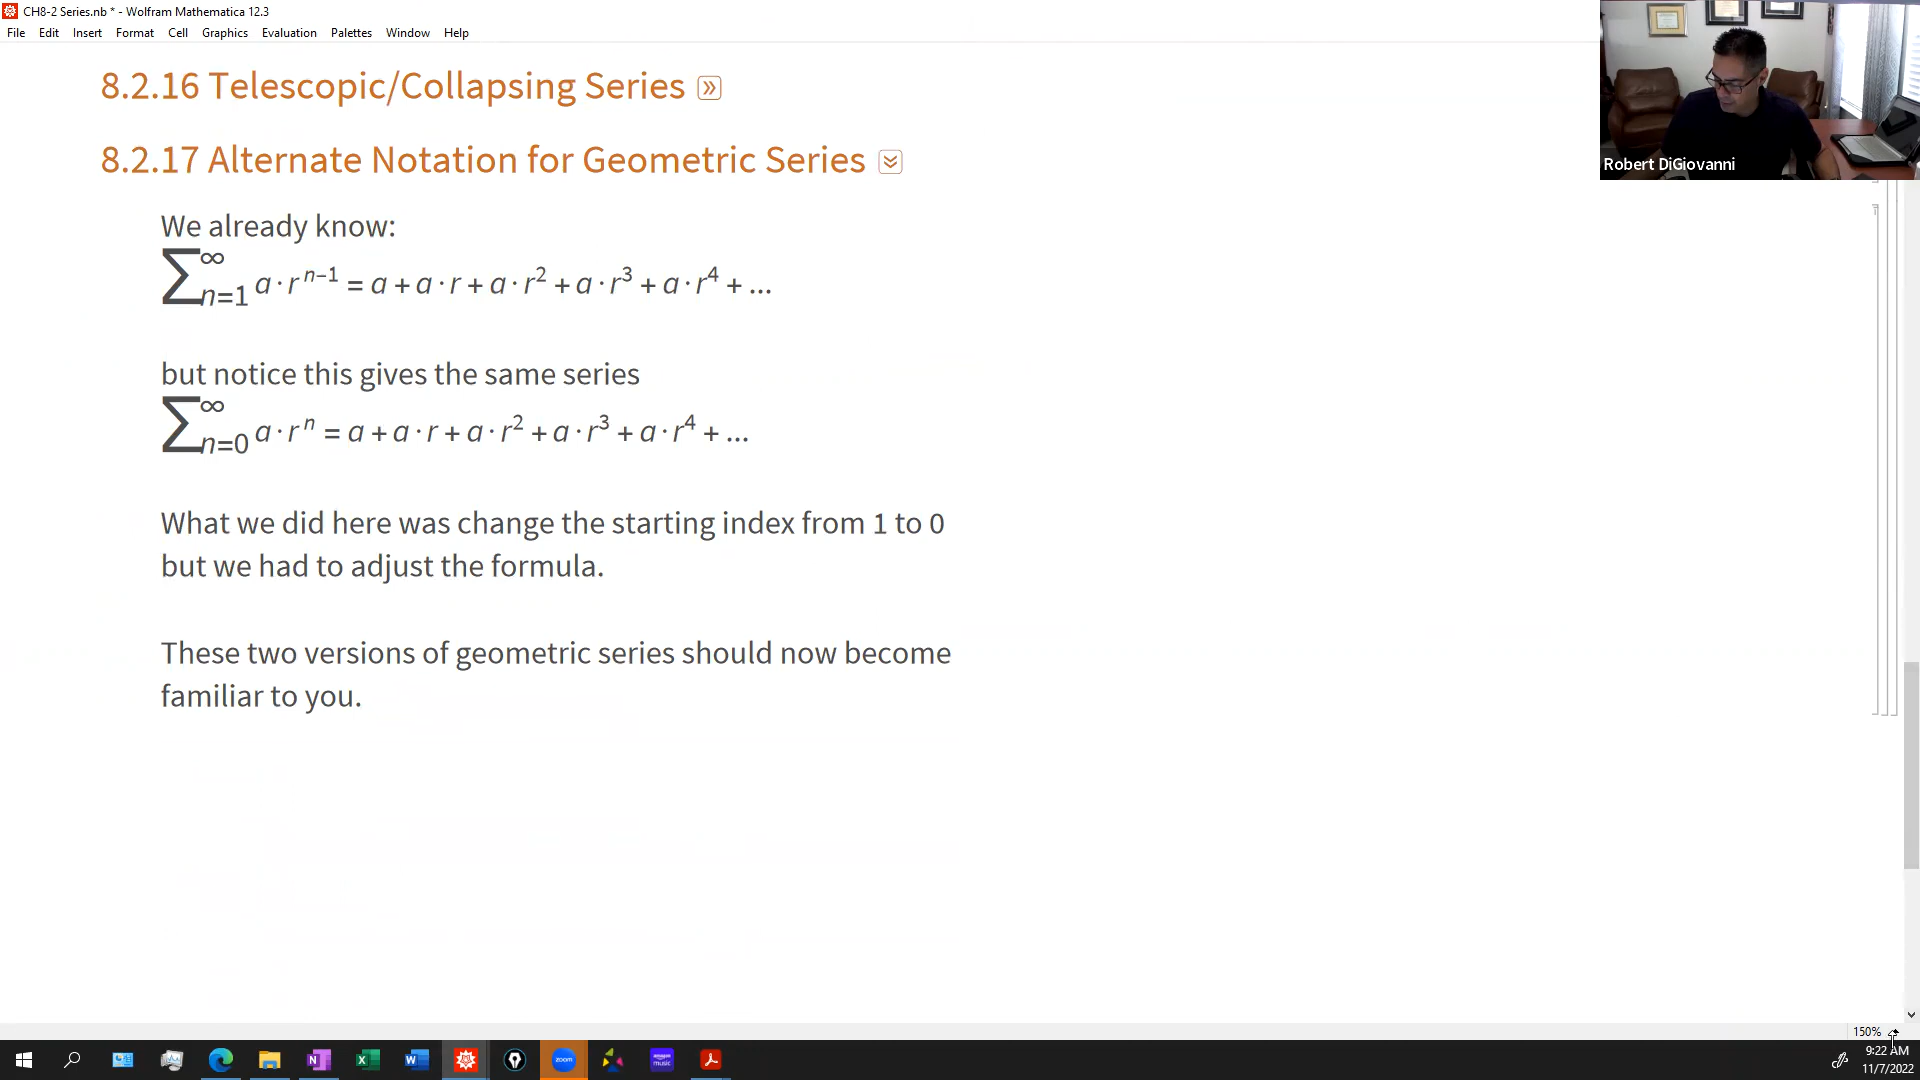 CH8-2 Series.nb * - Wolfram Mathematica 12.3
File Edit Insert Format Cell Graphics Evaluation Palettes Window Help
Robert DiGiovanni
8.2.16 Telescopic/Collapsing Series
8.2.17 Alternate Notation for Geometric Series
We already know:
∑_{n=1}^{∞} a·r^{n–1} = a + a·r + a·r² + a·r³ + a·r⁴ + ...
but notice this gives the same series
∑_{n=0}^{∞} a·r^{n} = a + a·r + a·r² + a·r³ + a·r⁴ + ...
What we did here was change the starting index from 1 to 0
but we had to adjust the formula.
These two versions of geometric series should now become
familiar to you.
150%
zoom
amazon music
9:22 AM
11/7/2022